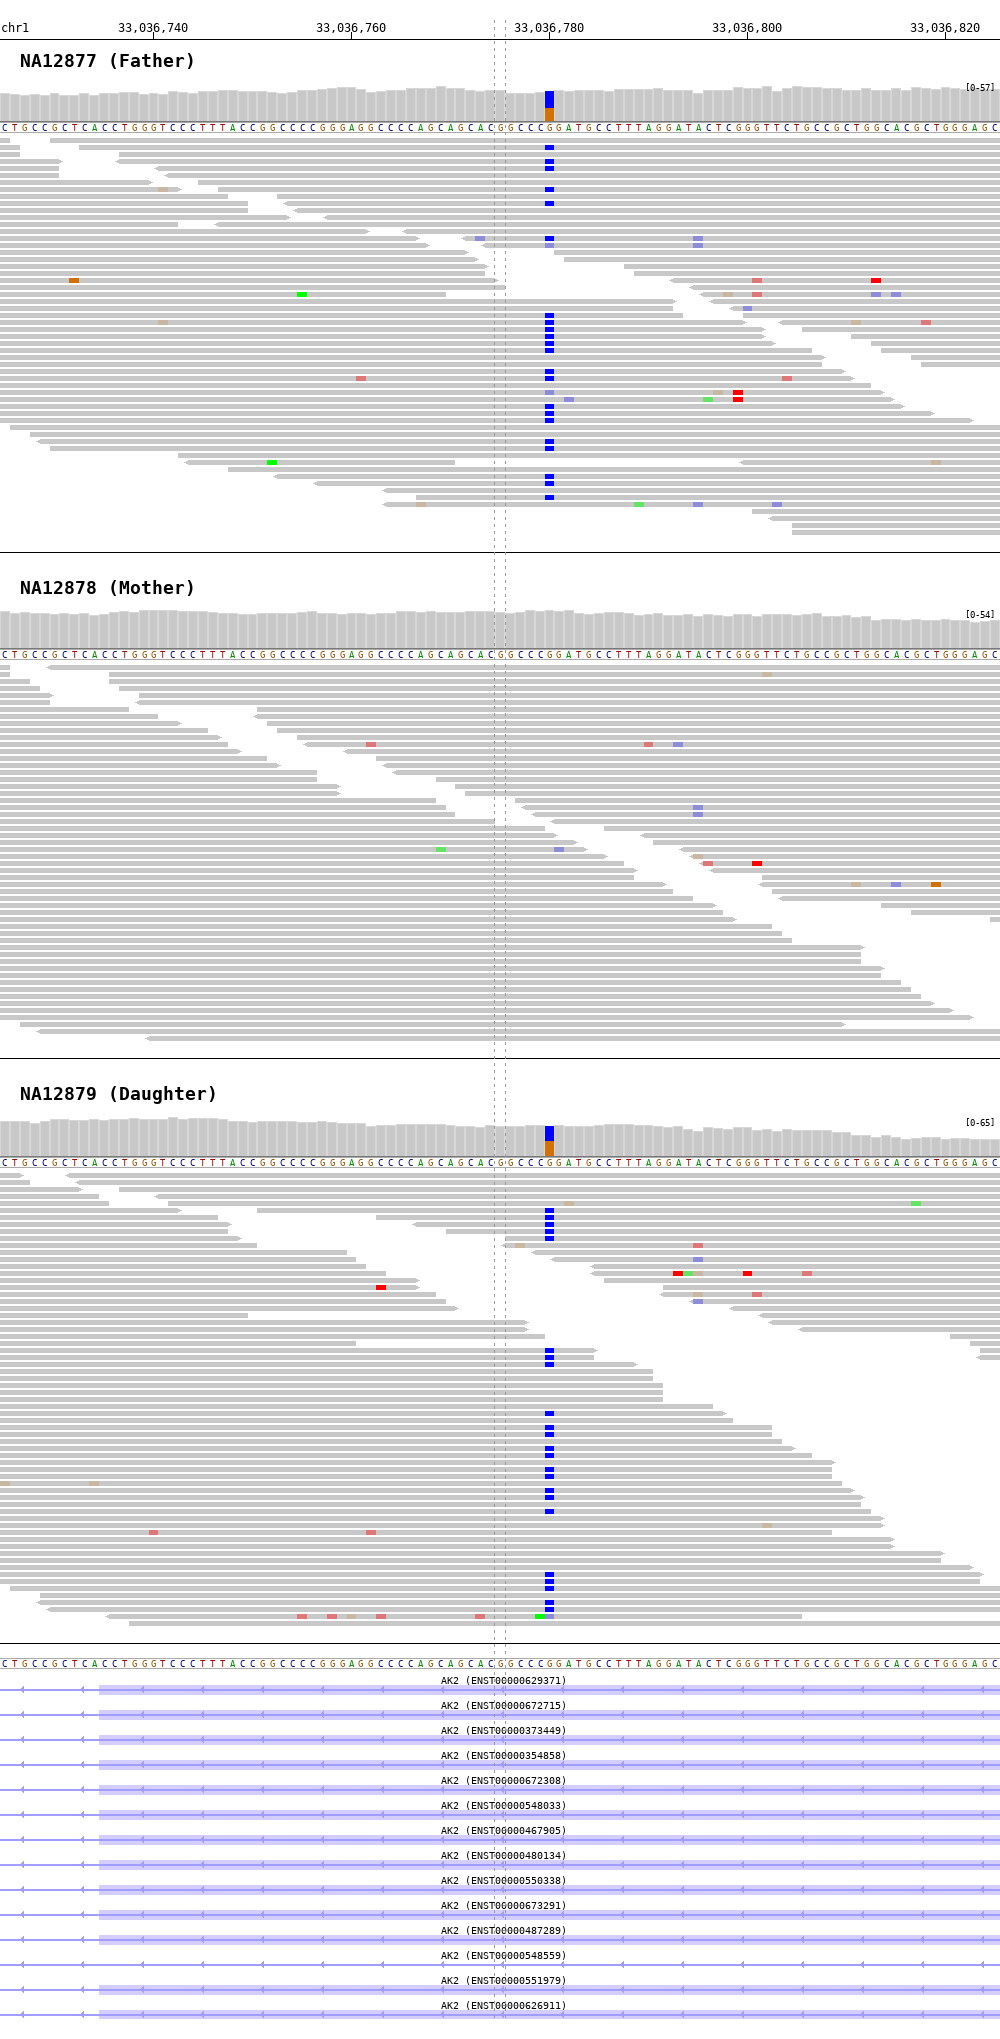 chr1 33,036,740 33,036,760 33,036,780 33,036,800 33,036,820
NA12877 (Father)
[0-57]
CTGCCGCTCACCTGGGTCCCTTTACCGGCCCCGGGAGGCCCCAGCAGCACGGCCCGGATGCCTTTAGGATACTCGGGTTCTGCCGCTGGCACGCTGGGAGC
NA12878 (Mother)
[0-54]
CTGCCGCTCACCTGGGTCCCTTTACCGGCCCCGGGAGGCCCCAGCAGCACGGCCCGGATGCCTTTAGGATACTCGGGTTCTGCCGCTGGCACGCTGGGAGC
NA12879 (Daughter)
[0-65]
CTGCCGCTCACCTGGGTCCCTTTACCGGCCCCGGGAGGCCCCAGCAGCACGGCCCGGATGCCTTTAGGATACTCGGGTTCTGCCGCTGGCACGCTGGGAGC
CTGCCGCTCACCTGGGTCCCTTTACCGGCCCCGGGAGGCCCCAGCAGCACGGCCCGGATGCCTTTAGGATACTCGGGTTCTGCCGCTGGCACGCTGGGAGC
AK2 (ENST00000629371)
AK2 (ENST00000672715)
AK2 (ENST00000373449)
AK2 (ENST00000354858)
AK2 (ENST00000672308)
AK2 (ENST00000548033)
AK2 (ENST00000467905)
AK2 (ENST00000480134)
AK2 (ENST00000550338)
AK2 (ENST00000673291)
AK2 (ENST00000487289)
AK2 (ENST00000548559)
AK2 (ENST00000551979)
AK2 (ENST00000626911)